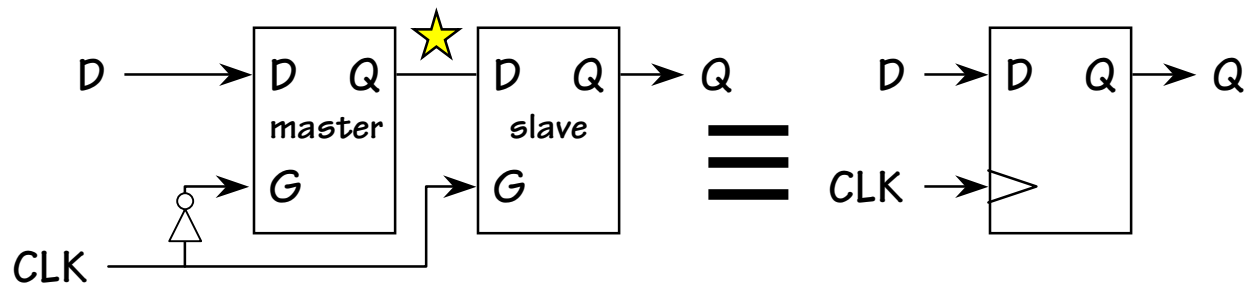 D D Q D Q Q
master slave
G G
CLK
D D Q Q
CLK